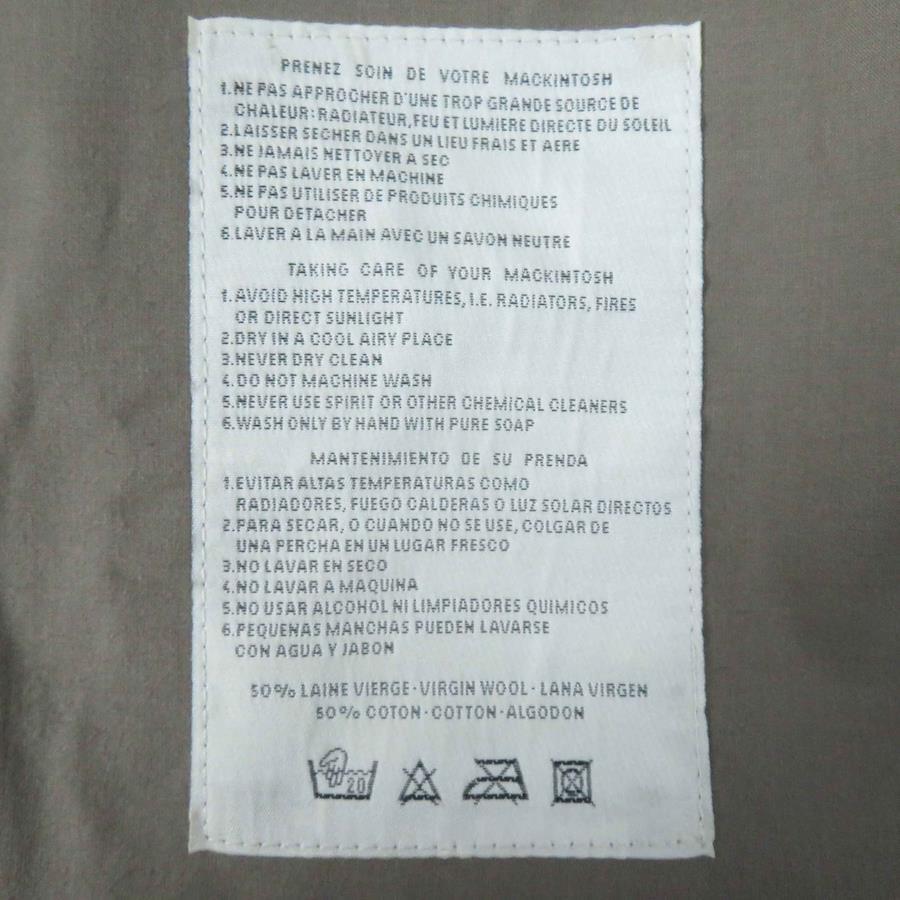 PRENEZ SOIN DE VOTRE MACKINTOSH
1.NE PAS APPROCHER D'UNE TROP GRANDE SOURCE DE
CHALEUR: RADIATEUR, FEU ET LUMIERE DIRECTE DU SOLEIL
2.LAISSER SECHER DANS UN LIEU FRAIS ET AERE
3.NE JAMAIS NETTOYER A SEC
4.NE PAS LAVER EN MACHINE
5.NE PAS UTILISER DE PRODUITS CHIMIQUES
POUR DETACHER
6.LAVER A LA MAIN AVEC UN SAVON NEUTRE
TAKING CARE OF YOUR MACKINTOSH
1.AVOID HIGH TEMPERATURES, I.E. RADIATORS, FIRES
OR DIRECT SUNLIGHT
2.DRY IN A COOL AIRY PLACE
3.NEVER DRY CLEAN
4.DO NOT MACHINE WASH
5.NEVER USE SPIRIT OR OTHER CHEMICAL CLEANERS
6.WASH ONLY BY HAND WITH PURE SOAP
MANTENIMIENTO DE SU PRENDA
1.EVITAR ALTAS TEMPERATURAS COMO
RADIADORES, FUEGO CALDERAS O LUZ SOLAR DIRECTOS
2.PARA SECAR, O CUANDO NO SE USE, COLGAR DE
UNA PERCHA EN UN LUGAR FRESCO
3.NO LAVAR EN SECO
4.NO LAVAR A MAQUINA
5.NO USAR ALCOHOL NI LIMPIADORES QUIMICOS
6.PEQUENAS MANCHAS PUEDEN LAVARSE
CON AGUA Y JABON
50% LAINE VIERGE·VIRGIN WOOL·LANA VIRGEN
50% COTON·COTTON·ALGODON
20